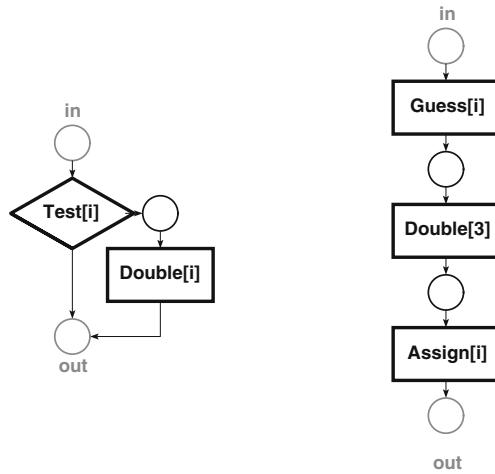 in
Test[i]
Double[i]
out
in
Guess[i]
Double[3]
Assign[i]
out